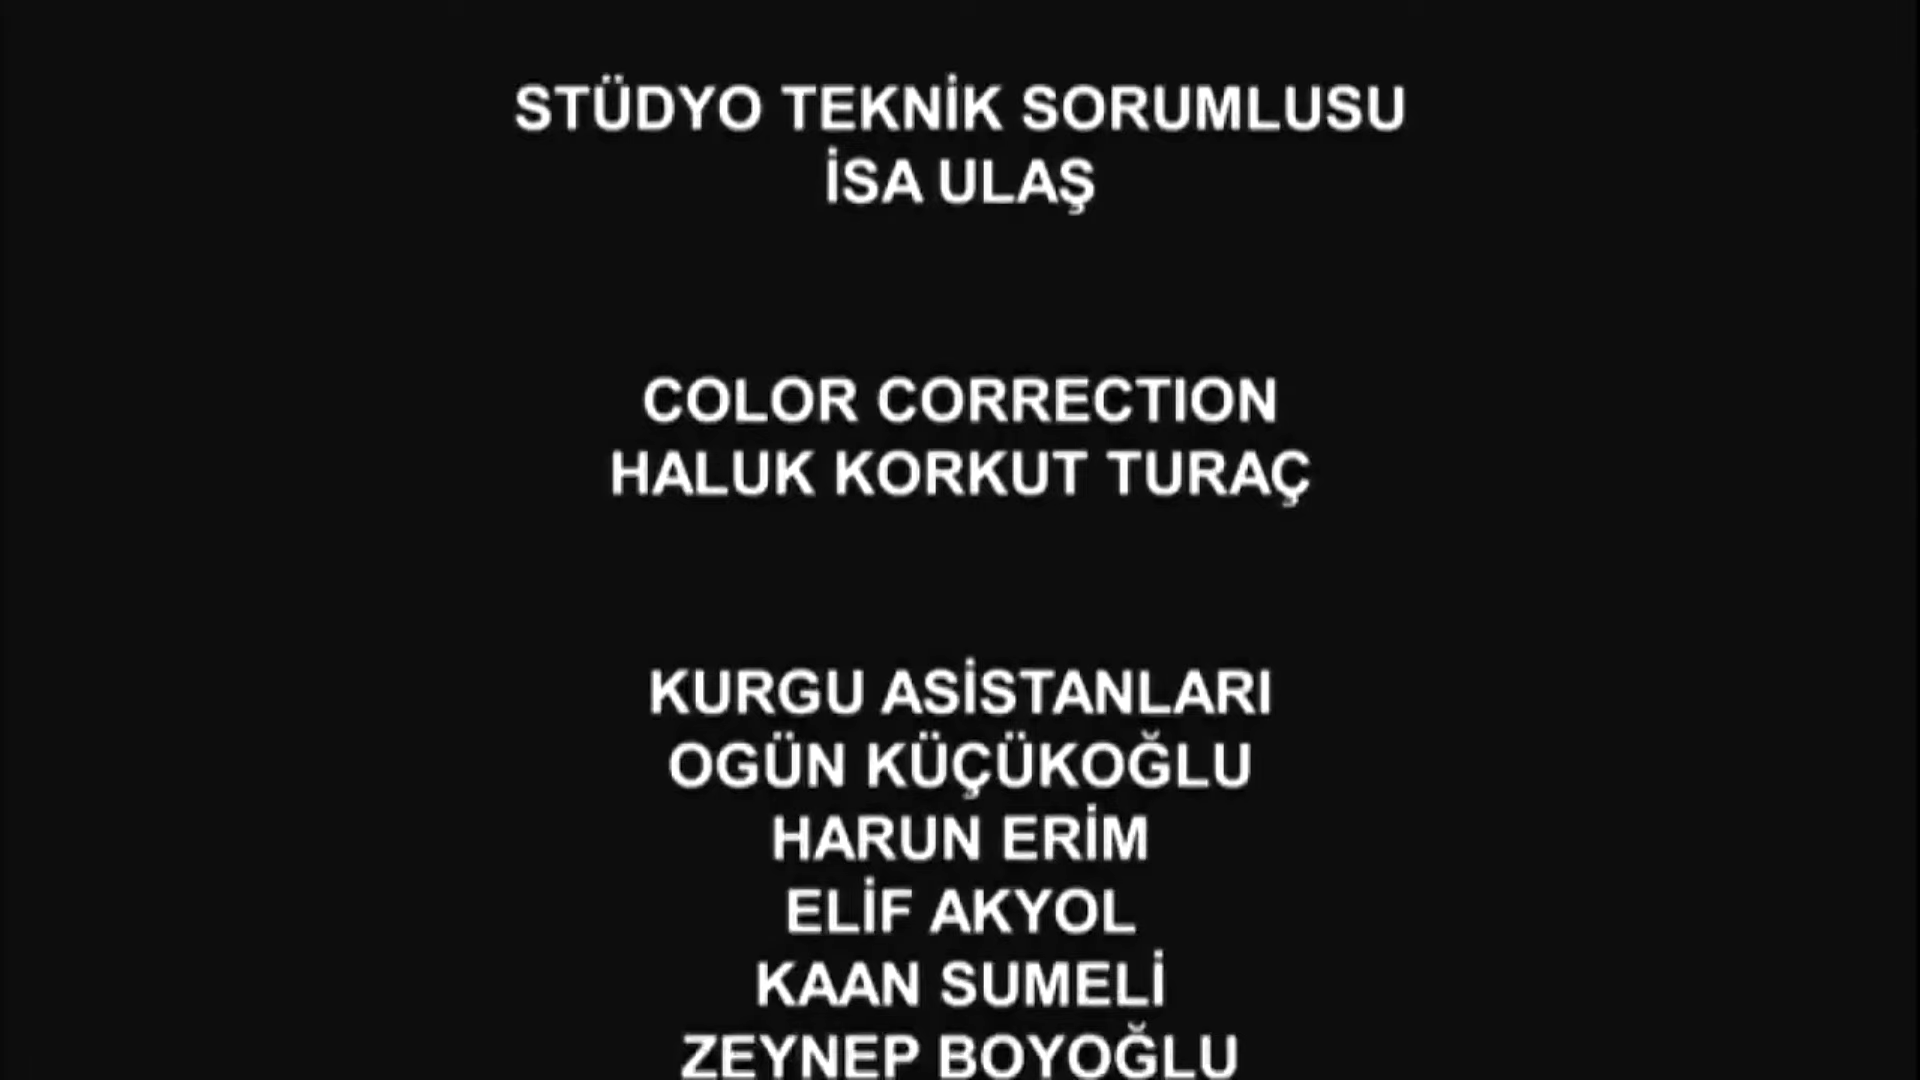 STÜDYO TEKNİK SORUMLUSU
İSA ULAŞ
COLOR CORRECTION
HALUK KORKUT TURAÇ
KURGU ASİSTANLARI
OGÜN KÜÇÜKOĞLU
HARUN ERİM
ELİF AKYOL
KAAN SUMELİ
ZEYNEP BOYOĞLU